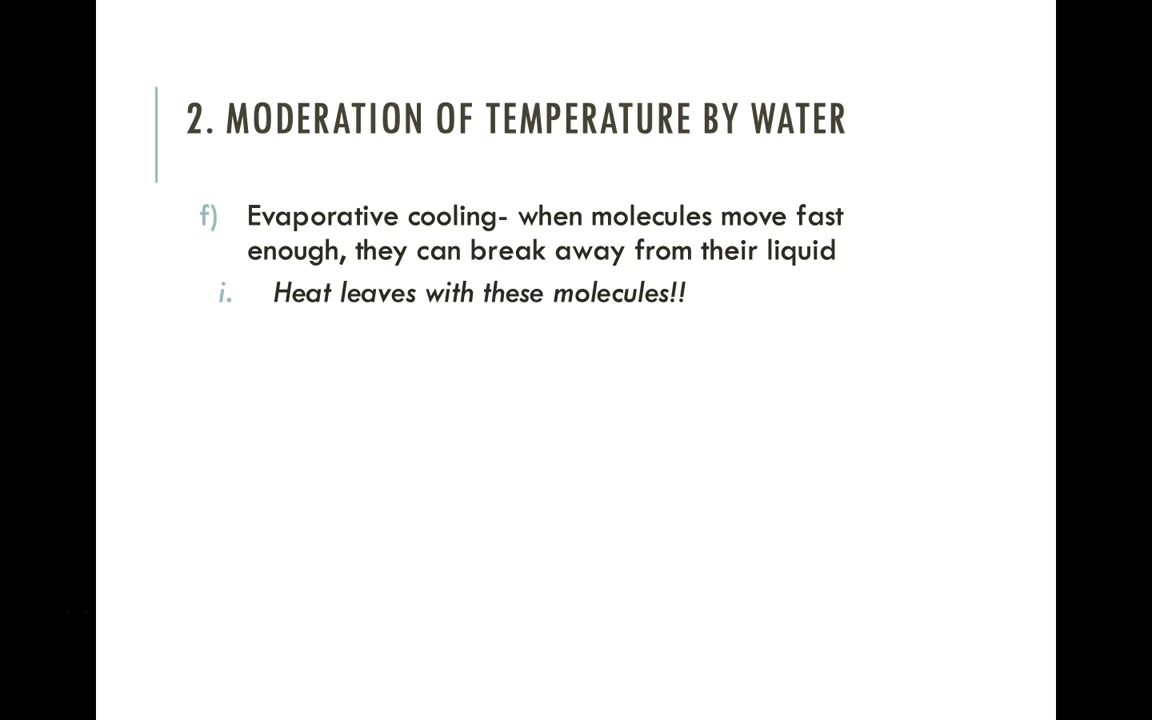 2. MODERATION OF TEMPERATURE BY WATER
f) Evaporative cooling- when molecules move fast
enough, they can break away from their liquid
i. Heat leaves with these molecules!!